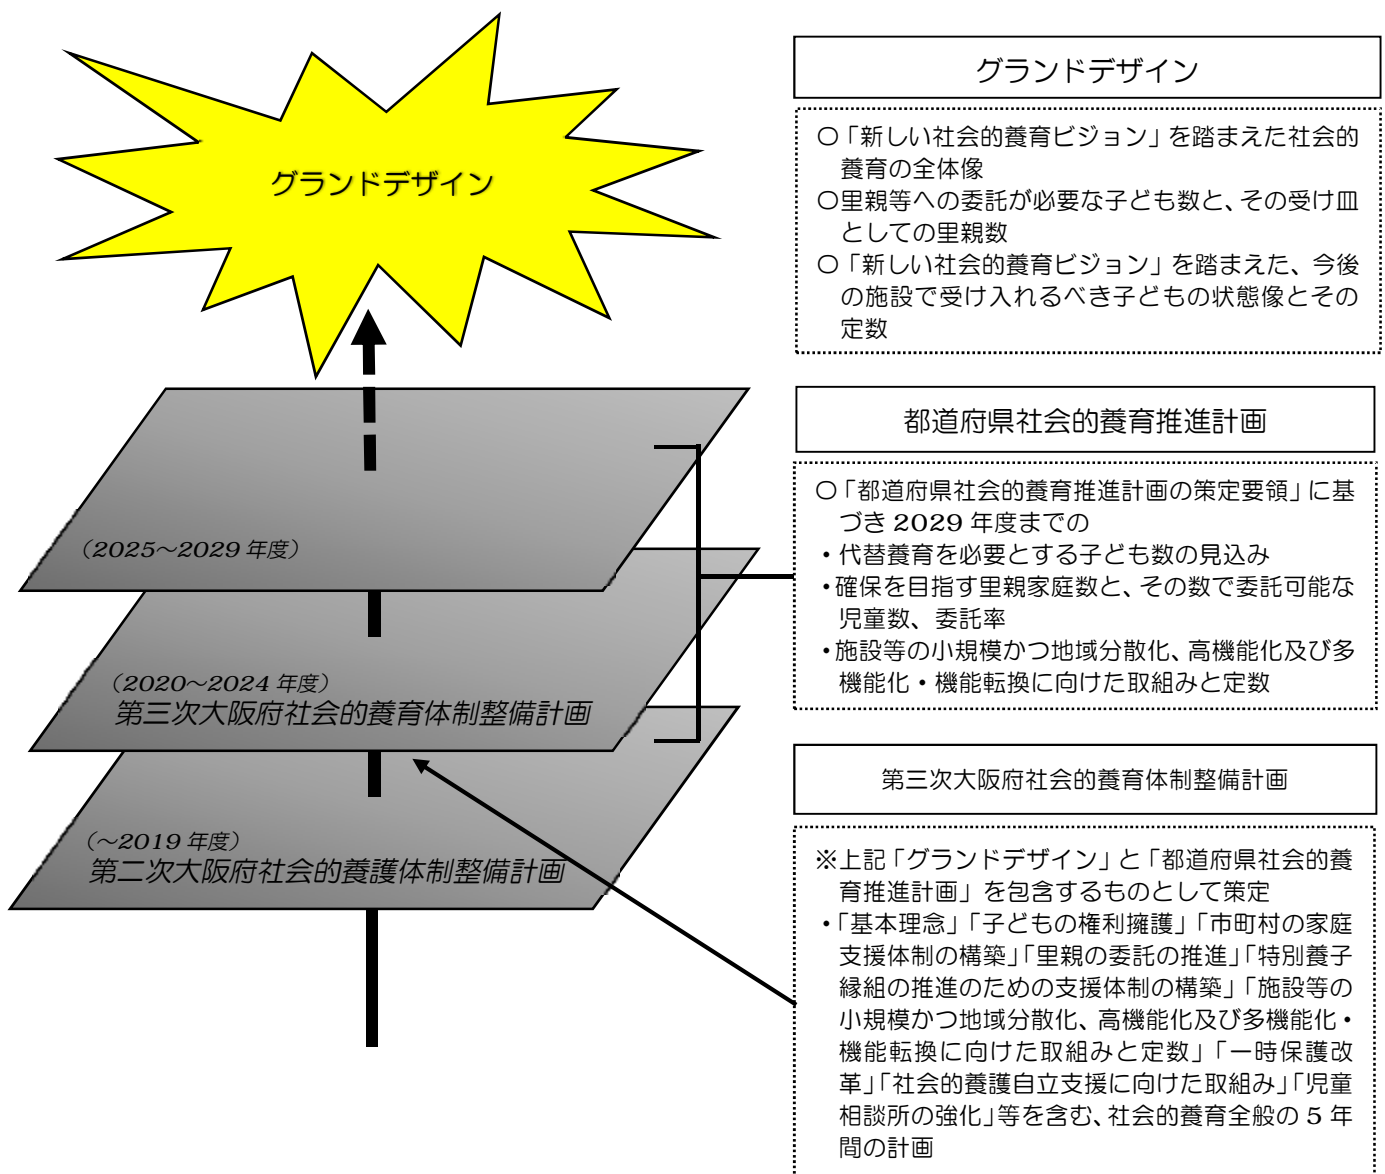 グランドデザイン
(2025～2029 年度)
(2020～2024 年度)
第三次大阪府社会的養育体制整備計画
(～2019 年度)
第二次大阪府社会的養護体制整備計画
グランドデザイン
○「新しい社会的養育ビジョン」を踏まえた社会的
養育の全体像
○里親等への委託が必要な子ども数と、その受け皿
としての里親数
○「新しい社会的養育ビジョン」を踏まえた、今後
の施設で受け入れるべき子どもの状態像とその
定数
都道府県社会的養育推進計画
○「都道府県社会的養育推進計画の策定要領」に基
づき 2029 年度までの
・代替養育を必要とする子ども数の見込み
・確保を目指す里親家庭数と、その数で委託可能な
児童数、委託率
・施設等の小規模かつ地域分散化、高機能化及び多
機能化・機能転換に向けた取組みと定数
第三次大阪府社会的養育体制整備計画
※上記「グランドデザイン」と「都道府県社会的養
育推進計画」を包含するものとして策定
・「基本理念」「子どもの権利擁護」「市町村の家庭
支援体制の構築」「里親の委託の推進」「特別養子
縁組の推進のための支援体制の構築」「施設等の
小規模かつ地域分散化、高機能化及び多機能化・
機能転換に向けた取組みと定数」「一時保護改
革」「社会的養護自立支援に向けた取組み」「児童
相談所の強化」等を含む、社会的養育全般の 5 年
間の計画